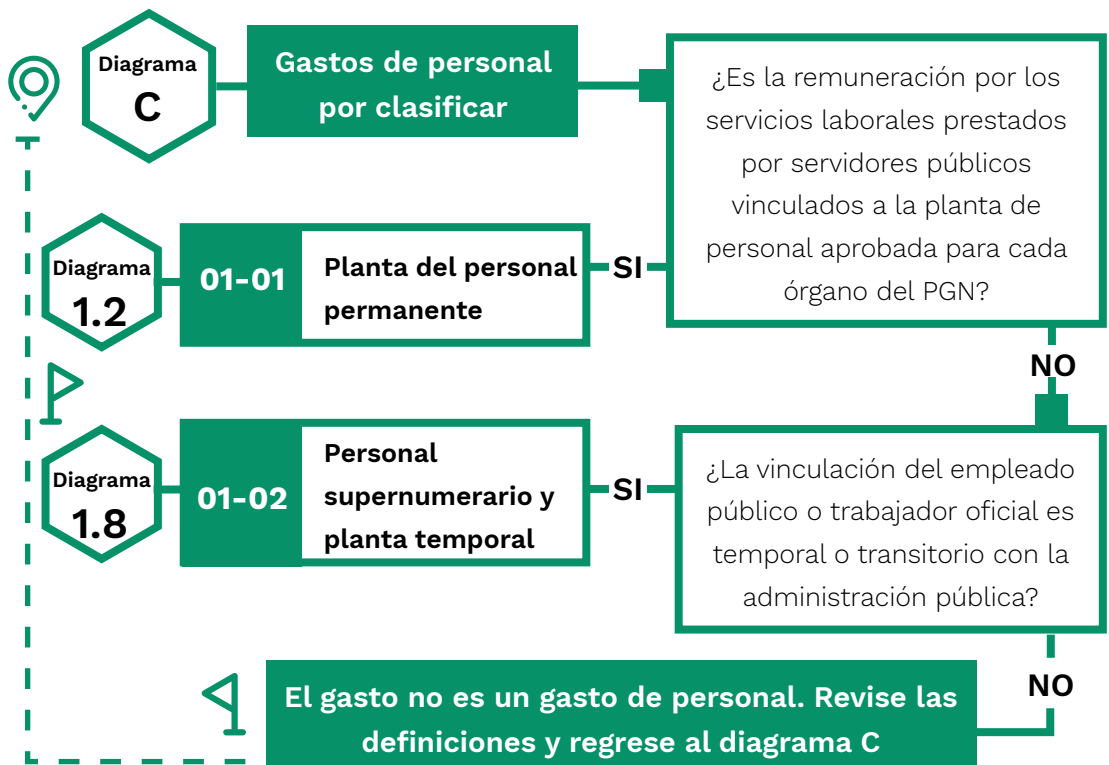 Diagrama
C
Gastos de personal
por clasificar
¿Es la remuneración por los
servicios laborales prestados
por servidores públicos
vinculados a la planta de
personal aprobada para cada
órgano del PGN?
SI
Diagrama
1.2
01-01
Planta del personal
permanente
NO
¿La vinculación del empleado
público o trabajador oficial es
temporal o transitorio con la
administración pública?
SI
Diagrama
1.8
01-02
Personal
supernumerario y
planta temporal
NO
El gasto no es un gasto de personal. Revise las
definiciones y regrese al diagrama C